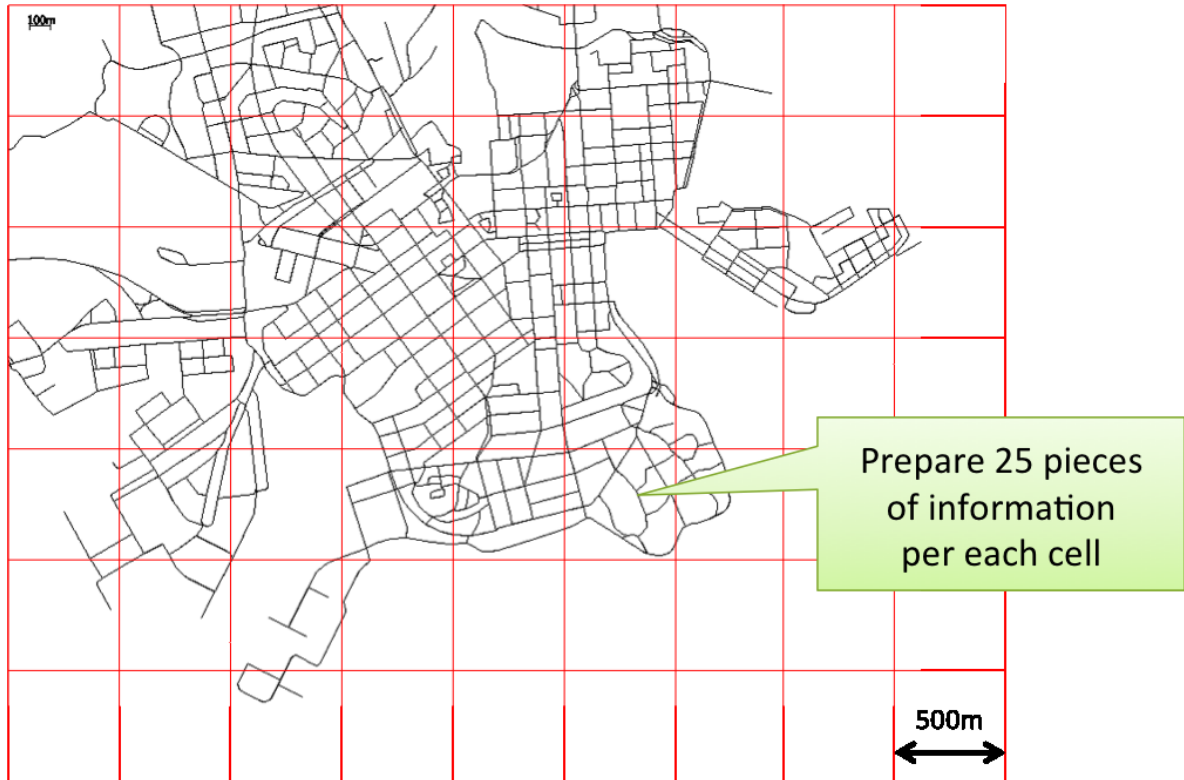 100m
Prepare 25 pieces
of information
per each cell
500m